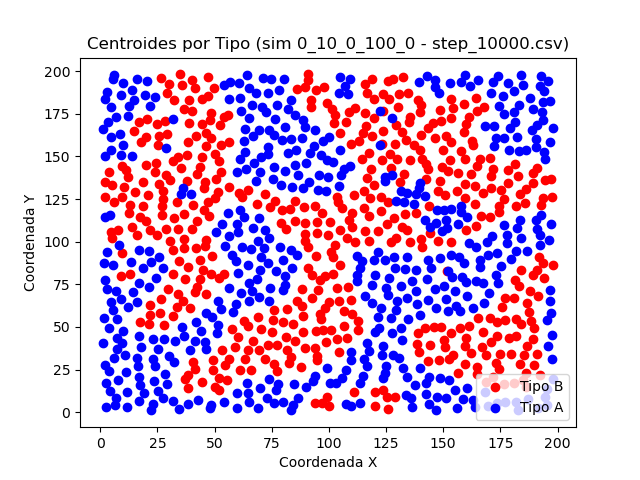 Centroides por Tipo (sim 0_10_0_100_0 - step_10000.csv)
200
175
150
125
100
75
50
25
0
Coordenada Y
0 25 50 75 100 125 150 175 200
Coordenada X
Tipo B
Tipo A